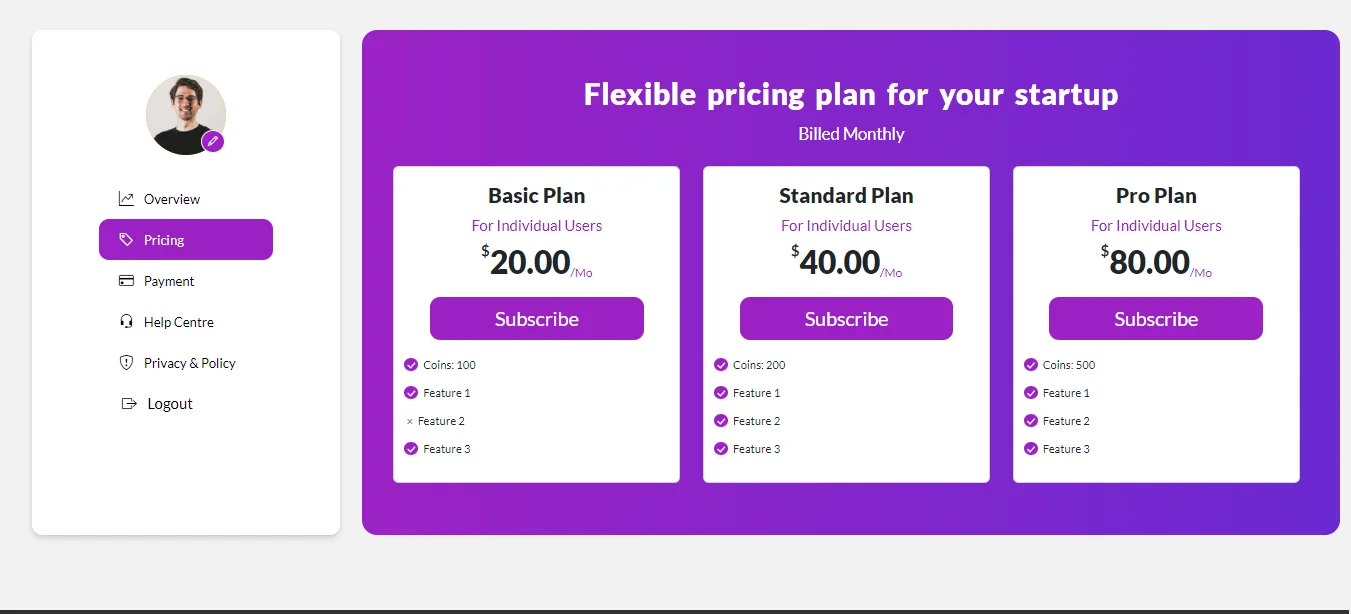 Overview
Pricing
Payment
Help Centre
Privacy & Policy
Logout
Flexible pricing plan for your startup
Billed Monthly
Basic Plan
For Individual Users
$20.00/Mo
Subscribe
Coins: 100
Feature 1
× Feature 2
Feature 3
Standard Plan
For Individual Users
$40.00/Mo
Subscribe
Coins: 200
Feature 1
Feature 2
Feature 3
Pro Plan
For Individual Users
$80.00/Mo
Subscribe
Coins: 500
Feature 1
Feature 2
Feature 3